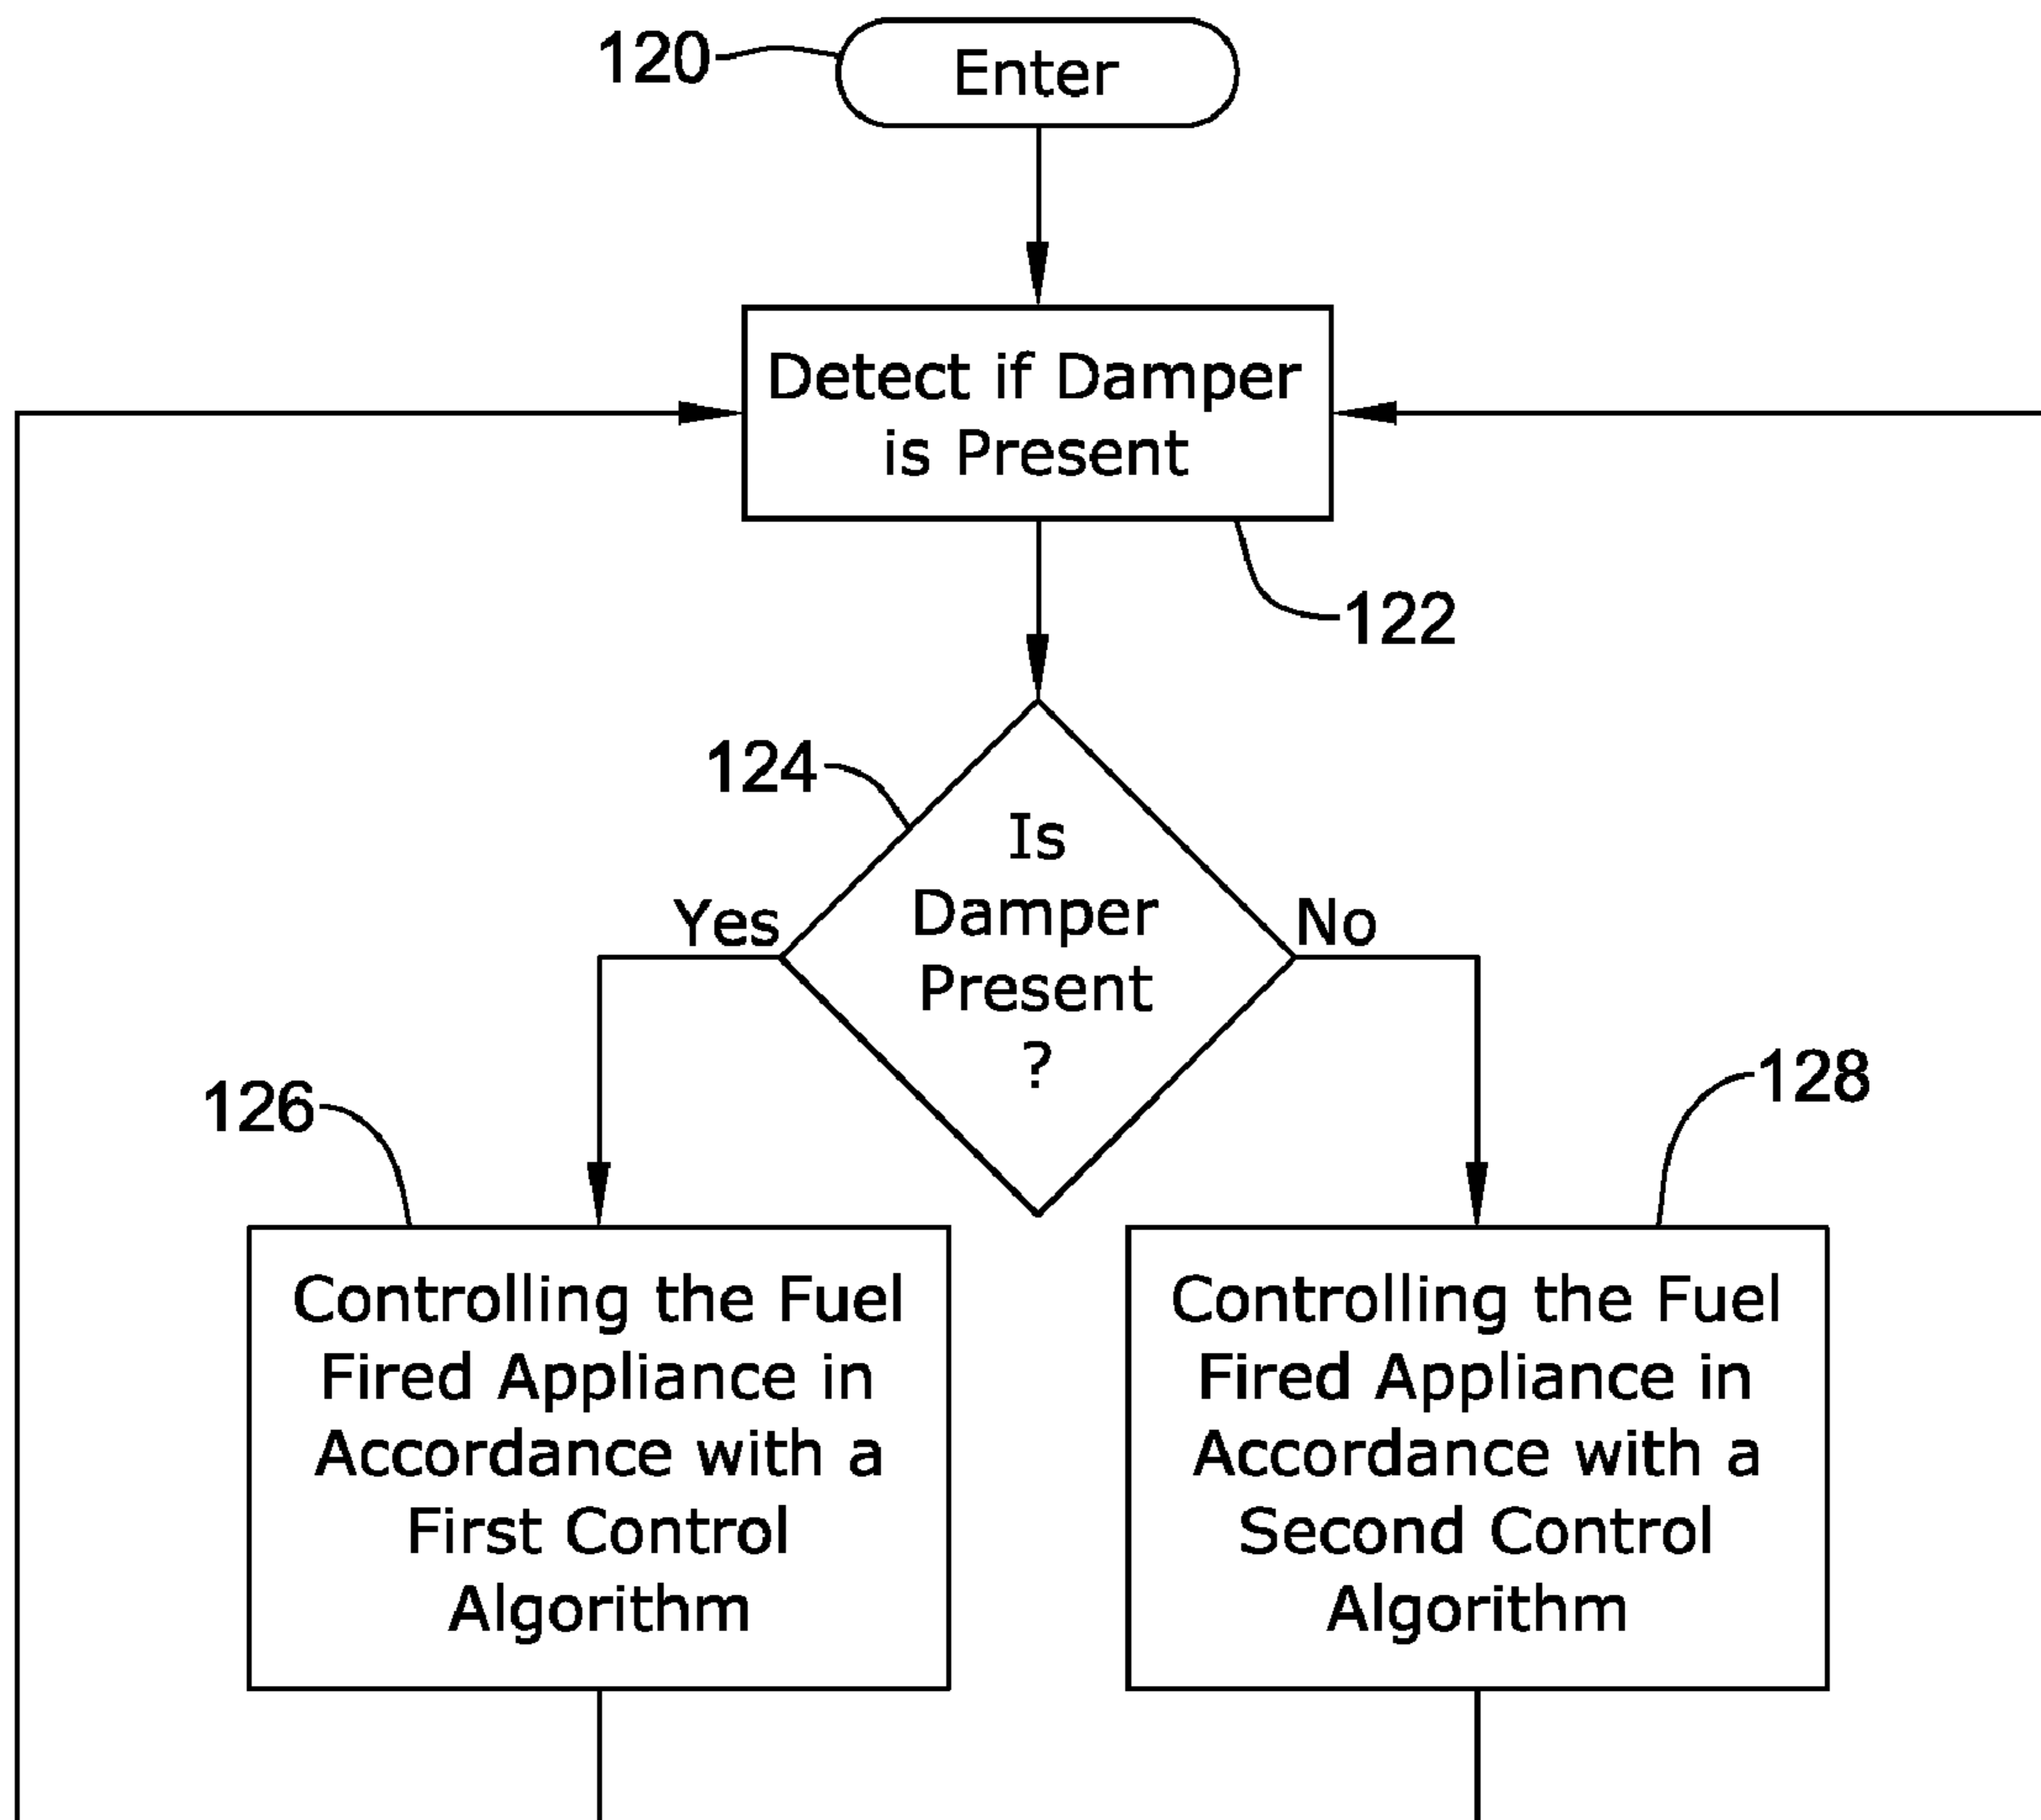 120
Enter
Detect if Damper
is Present
122
124
Is
Damper
Present
?
Yes
No
126
128
Controlling the Fuel
Fired Appliance in
Accordance with a
First Control
Algorithm
Controlling the Fuel
Fired Appliance in
Accordance with a
Second Control
Algorithm